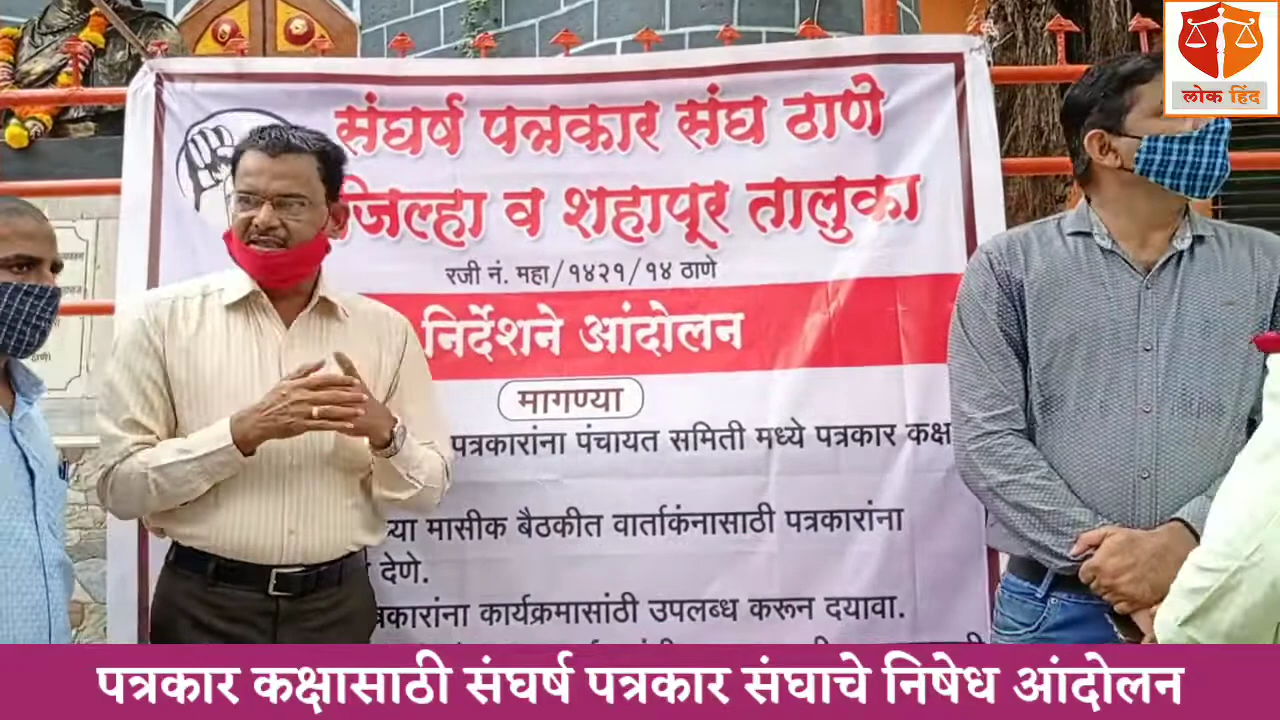 लोक हिंद
संघर्ष पत्रकार संघ ठाणे
जिल्हा व शहापूर तालुका
रजी नं. महा/१४२१/१४ ठाणे
निर्देशने आंदोलन
मागण्या
पत्रकारांना पंचायत समिती मध्ये पत्रकार कक्ष
मासीक बैठकीत वार्ताकंनासाठी पत्रकारांना
देणे.
कार्यक्रमासांठी उपलब्ध करून दयावा.
पत्रकार कक्षासाठी संघर्ष पत्रकार संघाचे निषेध आंदोलन